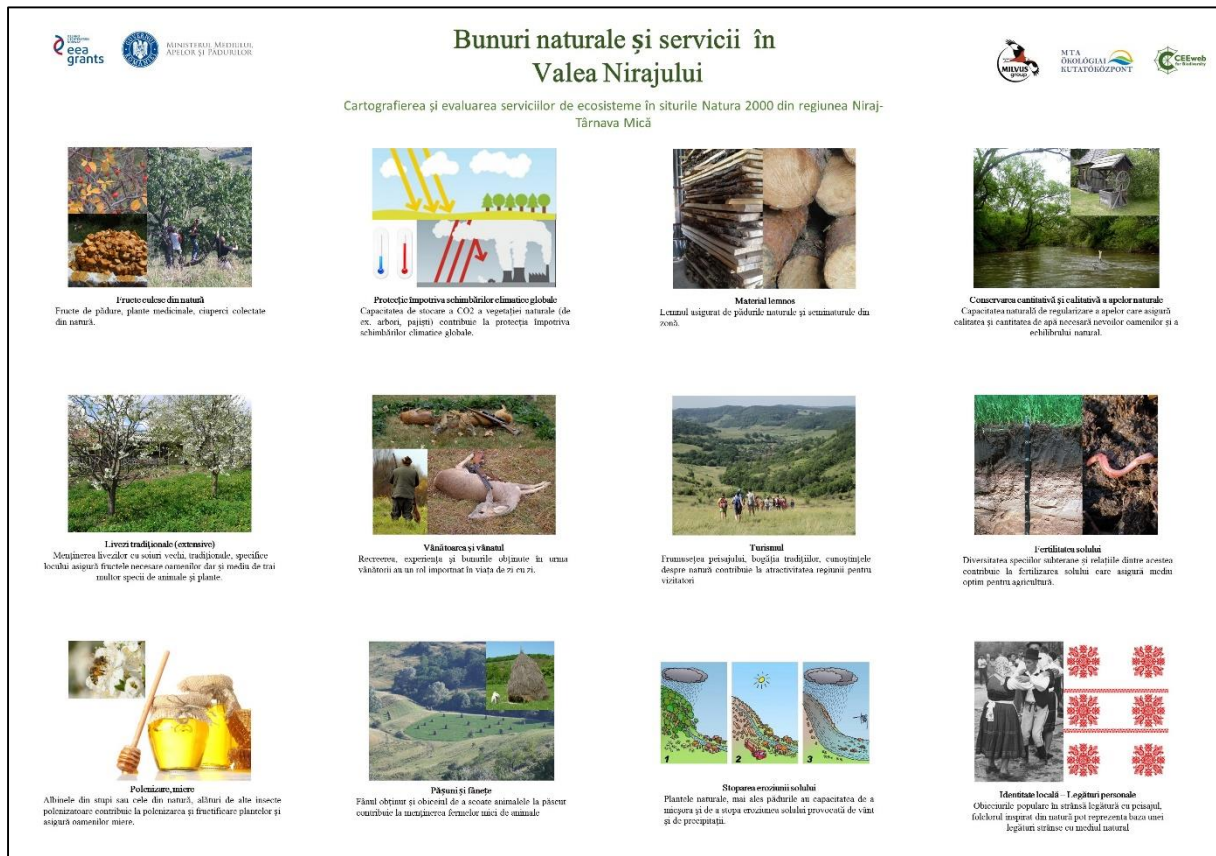 eea
grants
GUVERNUL ROMÂNIEI
MINISTERUL MEDIULUI,
APELOR ȘI PĂDURILOR
Bunuri naturale și servicii în
Valea Nirajului
Cartografierea și evaluarea serviciilor de ecosisteme în siturile Natura 2000 din regiunea Niraj-
Târnava Mică
MILVUS
group
MTA
ÖKOLÓGIAI
KUTATÓKÖZPONT
CEEweb
for Biodiversity
Fructe culese din natură
Fructe de pădure, plante medicinale, ciuperci colectate
din natură.
Protecție împotriva schimbărilor climatice globale
Capacitatea de stocare a CO2 a vegetației naturale (de
ex. arbori, pajiști) contribuie la protecția împotriva
schimbărilor climatice globale.
Material lemnos
Lemnul asigurat de pădurile naturale și seminaturale din
zonă.
Conservarea cantitativă și calitativă a apelor naturale
Capacitatea naturală de regularizare a apelor care asigură
calitatea și cantitatea de apă necesară nevoilor oamenilor și a
echilibrului natural.
Livezi tradiționale (extensive)
Menținerea livezilor cu soiuri vechi, tradiționale, specifice
locului asigură fructele necesare oamenilor dar și mediu de trai
multor specii de animale și plante.
Vânătoarea și vânatul
Recreerea, experiența și bunurile obținute în urma
vânătorii au un rol importnat în viața de zi cu zi.
Turismul
Frumusețea peisajului, bogăția tradițiilor, cunoștințele
despre natură contribuie la atractivitatea regiunii pentru
vizitatori
Fertilitatea solului
Diversitatea speciilor subterane și relațiile dintre acestea
contribuie la fertilizarea solului care asigură mediu
optim pentru agricultură.
Polenizare, miere
Albinele din stupi sau cele din natură, alături de alte insecte
polenizatoare contribuie la polenizarea și fructificare plantelor și
asigură oamenilor miere.
Pășuni și fânețe
Fânul obținut și obiceiul de a scoate animalele la păscut
contribuie la menținerea fermelor mici de animale
1
2
3
Stoparea eroziunii solului
Plantele naturale, mai ales pădurile au capacitatea de a
micșora și de a stopa eroziunea solului provocată de vânt
și de precipitații.
Identitate locală – Legături personale
Obiceiurile populare în strânsă legătură cu peisajul,
folclorul inspirat din natură pot reprezenta baza unei
legături strânse cu mediul natural